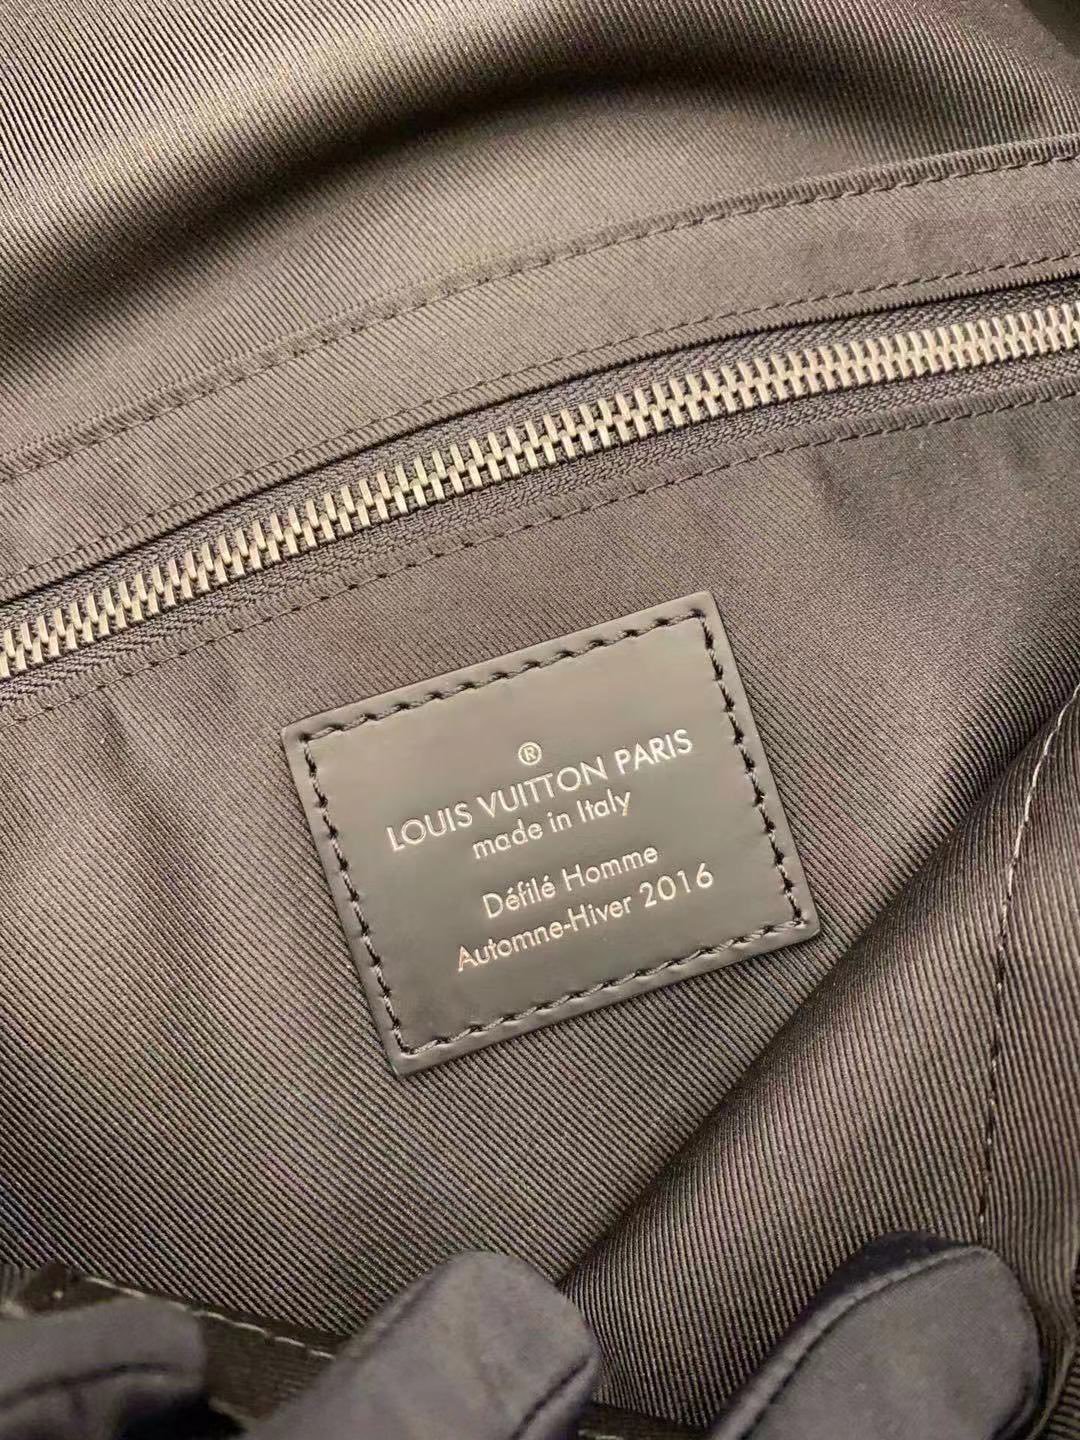 ®
LOUIS VUITTON PARIS
made in Italy
Défilé Homme
Automne-Hiver 2016